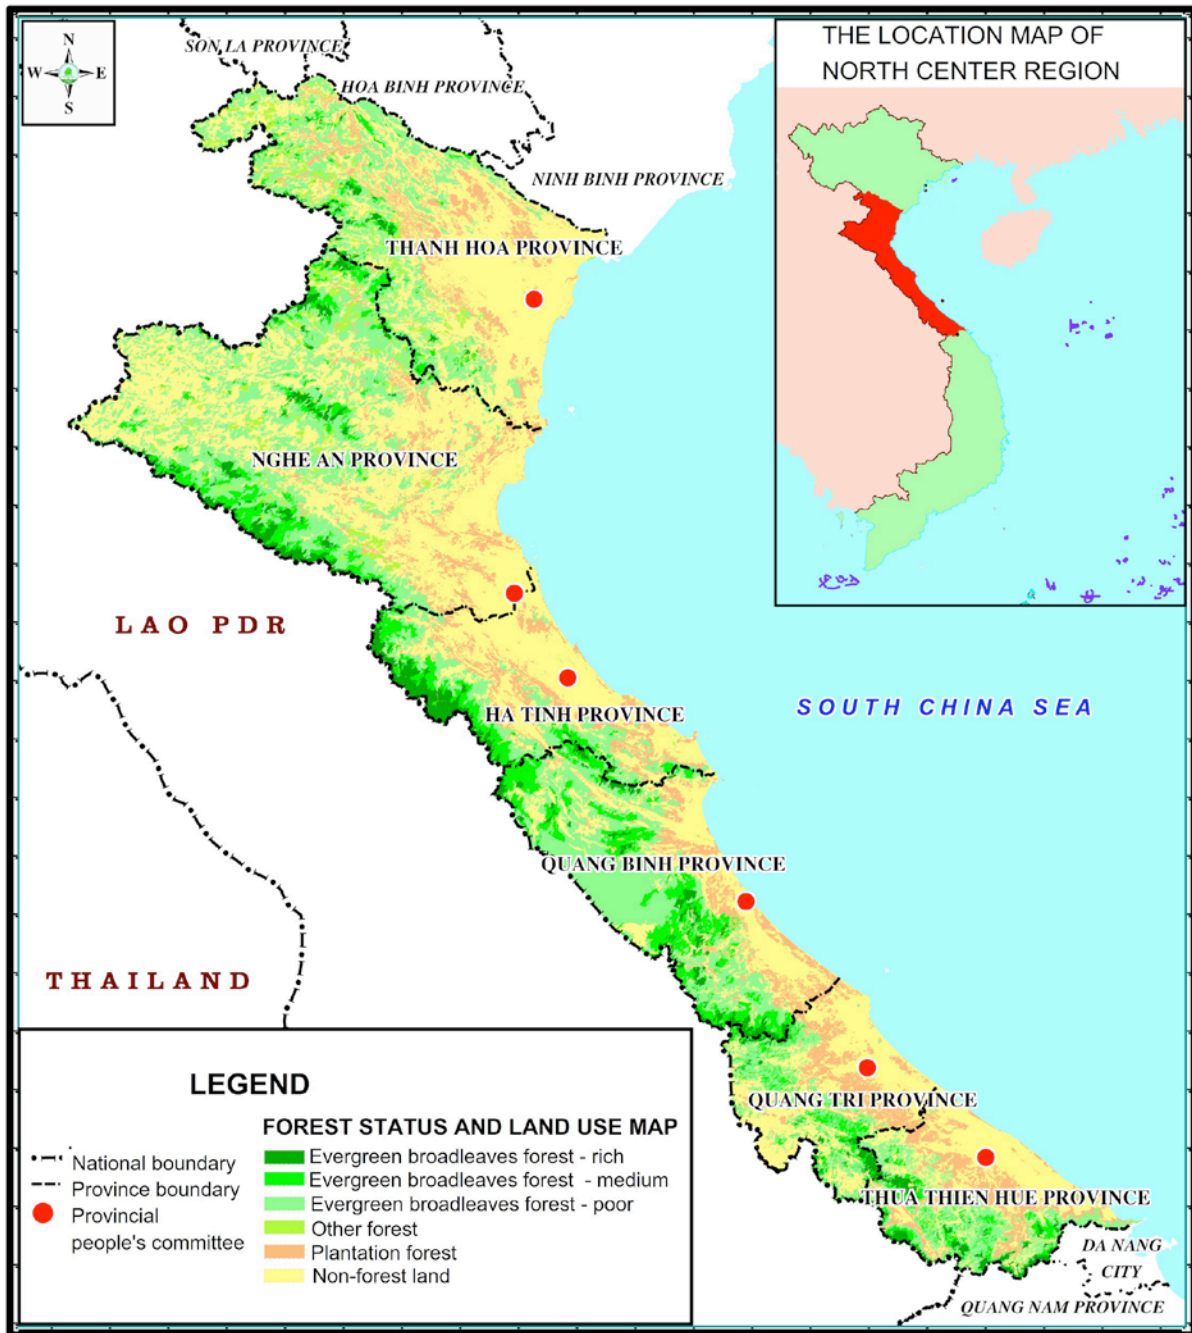 N
W E
S
SON LA PROVINCE
HOA BINH PROVINCE
NINH BINH PROVINCE
THE LOCATION MAP OF
NORTH CENTER REGION
THANH HOA PROVINCE
NGHE AN PROVINCE
LAO PDR
HA TINH PROVINCE
SOUTH CHINA SEA
QUANG BINH PROVINCE
THAILAND
QUANG TRI PROVINCE
THUA THIEN HUE PROVINCE
DA NANG
CITY
QUANG NAM PROVINCE
LEGEND
FOREST STATUS AND LAND USE MAP
National boundary
Province boundary
Provincial
people's committee
Evergreen broadleaves forest - rich
Evergreen broadleaves forest - medium
Evergreen broadleaves forest - poor
Other forest
Plantation forest
Non-forest land